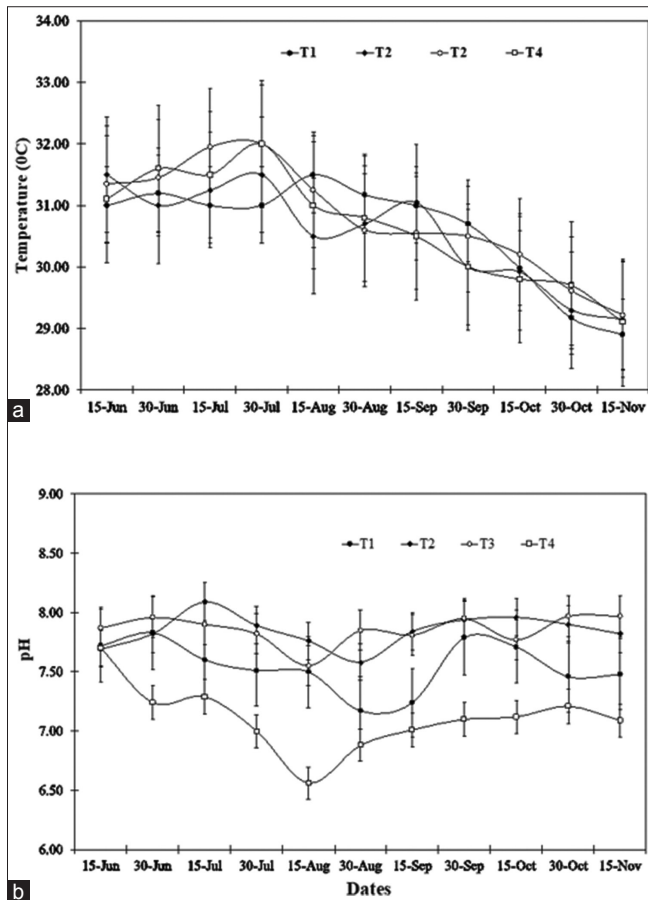 34.00
T1 T2 T2 T4
33.00
32.00
31.00
30.00
29.00
28.00
Temperature (0C)
15-Jun 30-Jun 15-Jul 30-Jul 15-Aug 30-Aug 15-Sep 30-Sep 15-Oct 30-Oct 15-Nov
a
9.00
T1 T2 T3 T4
8.50
8.00
7.50
7.00
6.50
6.00
pH
15-Jun 30-Jun 15-Jul 30-Jul 15-Aug 30-Aug 15-Sep 30-Sep 15-Oct 30-Oct 15-Nov
Dates
b